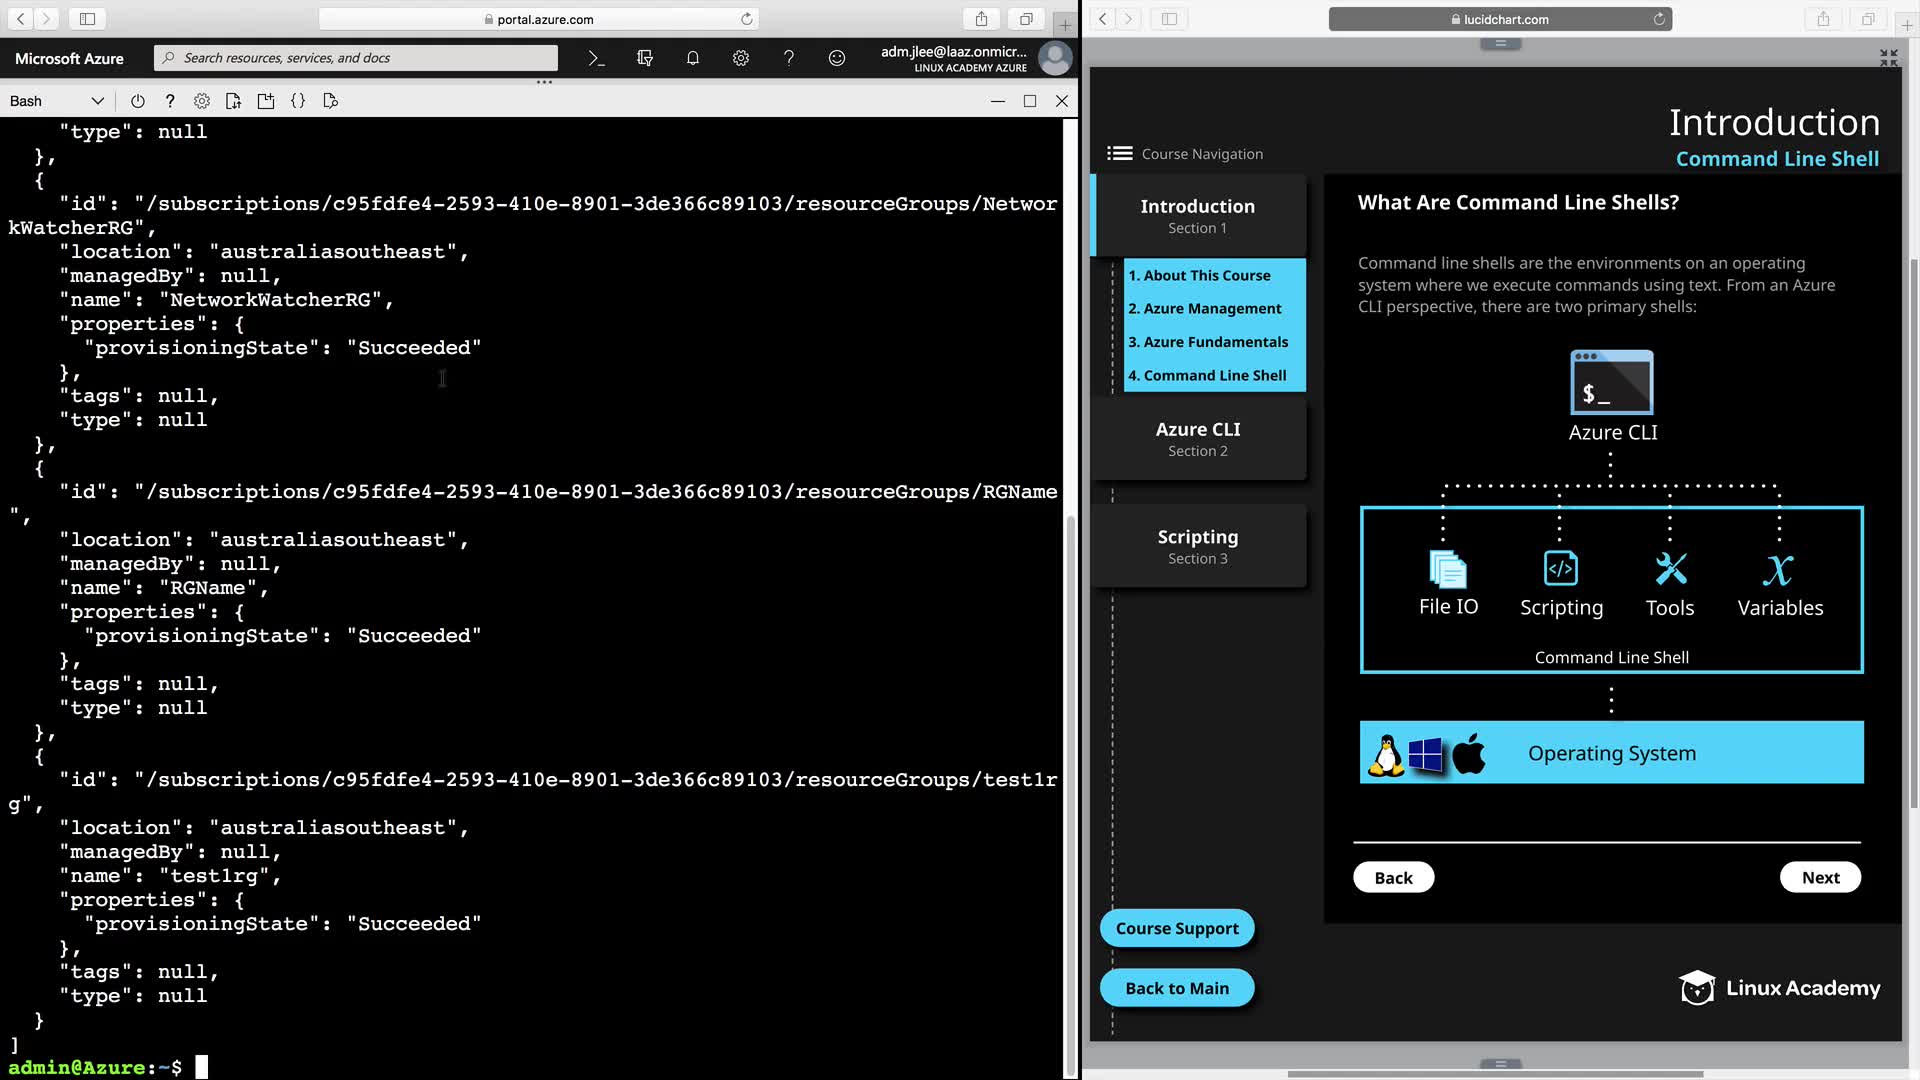 portal.azure.com
Microsoft Azure
Search resources, services, and docs
adm.jlee@laaz.onmicr...
LINUX ACADEMY AZURE
Bash
"type": null
},
{
"id": "/subscriptions/c95fdfe4-2593-410e-8901-3de366c89103/resourceGroups/Networ
kWatcherRG",
"location": "australiasoutheast",
"managedBy": null,
"name": "NetworkWatcherRG",
"properties": {
"provisioningState": "Succeeded"
},
"tags": null,
"type": null
},
{
"id": "/subscriptions/c95fdfe4-2593-410e-8901-3de366c89103/resourceGroups/RGName
",
"location": "australiasoutheast",
"managedBy": null,
"name": "RGName",
"properties": {
"provisioningState": "Succeeded"
},
"tags": null,
"type": null
},
{
"id": "/subscriptions/c95fdfe4-2593-410e-8901-3de366c89103/resourceGroups/test1r
g",
"location": "australiasoutheast",
"managedBy": null,
"name": "test1rg",
"properties": {
"provisioningState": "Succeeded"
},
"tags": null,
"type": null
}
]
admin@Azure:~$
lucidchart.com
Introduction
Command Line Shell
Course Navigation
Introduction
Section 1
1. About This Course
2. Azure Management
3. Azure Fundamentals
4. Command Line Shell
Azure CLI
Section 2
Scripting
Section 3
Course Support
Back to Main
What Are Command Line Shells?
Command line shells are the environments on an operating
system where we execute commands using text. From an Azure
CLI perspective, there are two primary shells:
$_
Azure CLI
File IO
Scripting
Tools
Variables
Command Line Shell
Operating System
Back
Next
Linux Academy